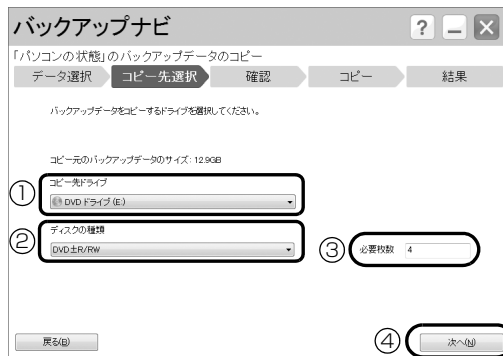 バックアップナビ
? – X
「パソコンの状態」のバックアップデータのコピー
データ選択 コピー先選択 確認 コピー 結果
バックアップデータをコピーするドライブを選択してください。
コピー元のバックアップデータのサイズ: 12.9GB
① コピー先ドライブ
DVD ドライブ (E:)
② ディスクの種類
DVD±R/RW
③ 必要枚数 4
戻る(B)
④ 次へ(N)